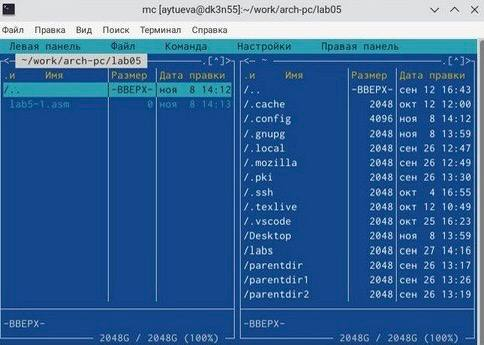 mc [aytueva@dk3n55]:~/work/arch-pc/lab05
Файл Правка Вид Поиск Терминал Справка
Левая панель Файл Команда Настройки Правая панель
<— ~/work/arch-pc/lab05 .[^]> <— ~ .[^]>
.и Имя Размер Дата правки .и Имя Размер Дата правки
/.. -ВВЕРХ- ноя 8 14:12 /.. -ВВЕРХ- сен 12 16:43
lab5-1.asm 0 ноя 8 14:13 /.cache 2048 окт 12 12:00
/.config 4096 ноя 8 14:12
/.gnupg 2048 ноя 8 13:59
/.local 2048 сен 26 12:47
/.mozilla 2048 сен 26 12:49
/.pki 2048 сен 26 13:30
/.ssh 2048 окт 4 16:55
/.texlive 2048 окт 12 10:49
/.vscode 2048 окт 25 16:23
/Desktop 2048 ноя 8 13:59
/labs 2048 сен 27 14:16
/parentdir 2048 сен 26 13:17
/parentdir1 2048 сен 26 13:26
/parentdir2 2048 сен 26 13:19
-ВВЕРХ- -ВВЕРХ-
2048G / 2048G (100%) 2048G / 2048G (100%)